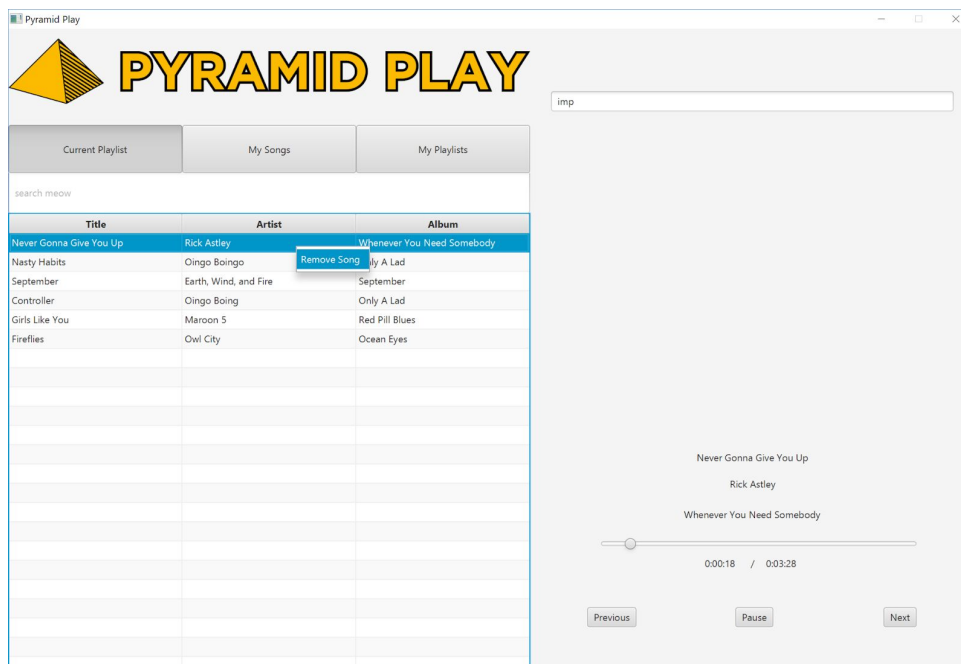 Pyramid Play
PYRAMID PLAY
imp
Current Playlist My Songs My Playlists
search meow
Title Artist Album
Never Gonna Give You Up Rick Astley Whenever You Need Somebody
Remove Song
Nasty Habits Oingo Boingo ly A Lad
September Earth, Wind, and Fire September
Controller Oingo Boing Only A Lad
Girls Like You Maroon 5 Red Pill Blues
Fireflies Owl City Ocean Eyes
Never Gonna Give You Up
Rick Astley
Whenever You Need Somebody
0:00:18 / 0:03:28
Previous Pause Next